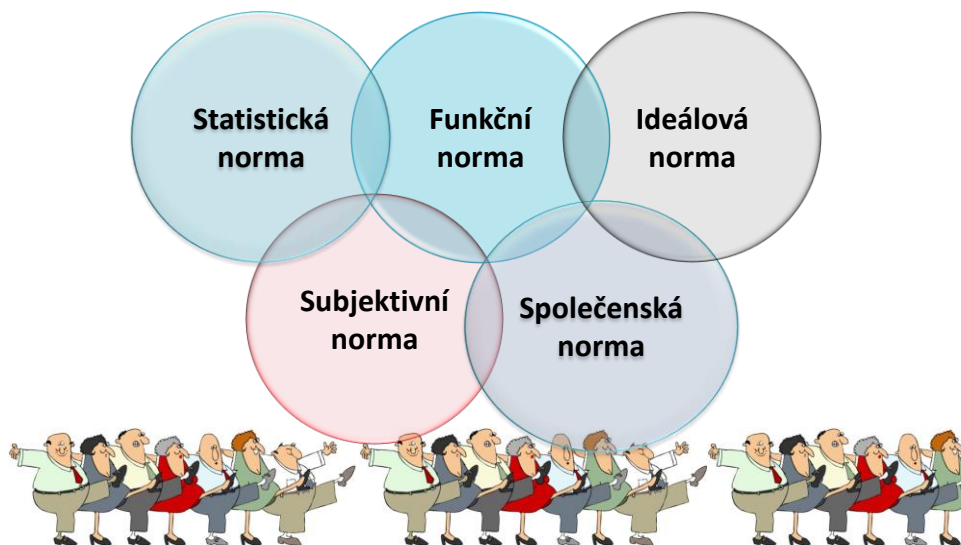 Statistická
norma
Funkční
norma
Ideálová
norma
Subjektivní
norma
Společenská
norma